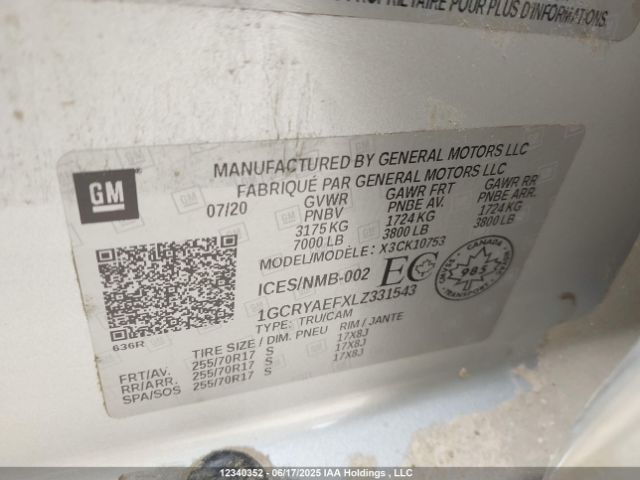 PROPRIÉTAIRE POUR PLUS D'INFORMATIONS.
GM
MANUFACTURED BY GENERAL MOTORS LLC
FABRIQUÉ PAR GENERAL MOTORS LLC
07/20 GVWR GAWR FRT GAWR RR
PNBV PNBE AV. PNBE ARR.
3175 KG 1724 KG 1724 KG
7000 LB 3800 LB 3800 LB
MODEL/MODÈLE: X3CK10753
ICES/NMB-002 EC
CANADA 985 DRIVES
1GCRYAEFXLZ331543
TYPE: TRU/CAM
636R
TIRE SIZE / DIM. PNEU RIM / JANTE
FRT/AV. 255/70R17 S 17X8J
RR/ARR. 255/70R17 S 17X8J
SPA/SOS 255/70R17 S 17X8J
12340352 - 06/17/2025 IAA Holdings , LLC